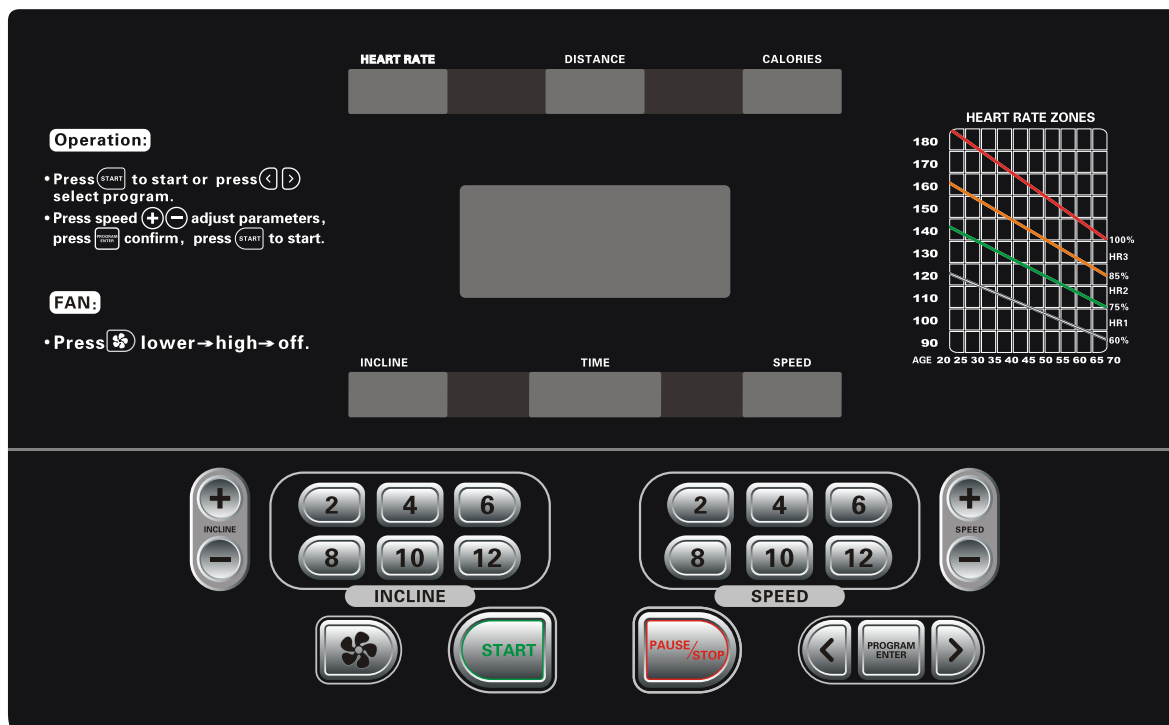 HEART RATE DISTANCE CALORIES
Operation:
• Press START to start or press < >
select program.
• Press speed + − adjust parameters,
press PROGRAM ENTER confirm, press START to start.
FAN:
• Press lower→high→off.
HEART RATE ZONES
180
170
160
150
140
130
120
110
100
90
100%
HR3
85%
HR2
75%
HR1
60%
AGE 20 25 30 35 40 45 50 55 60 65 70
INCLINE TIME SPEED
+
INCLINE
−
2 4 6
8 10 12
INCLINE
2 4 6
8 10 12
SPEED
+
SPEED
−
START
PAUSE/STOP
<
PROGRAM
ENTER
>